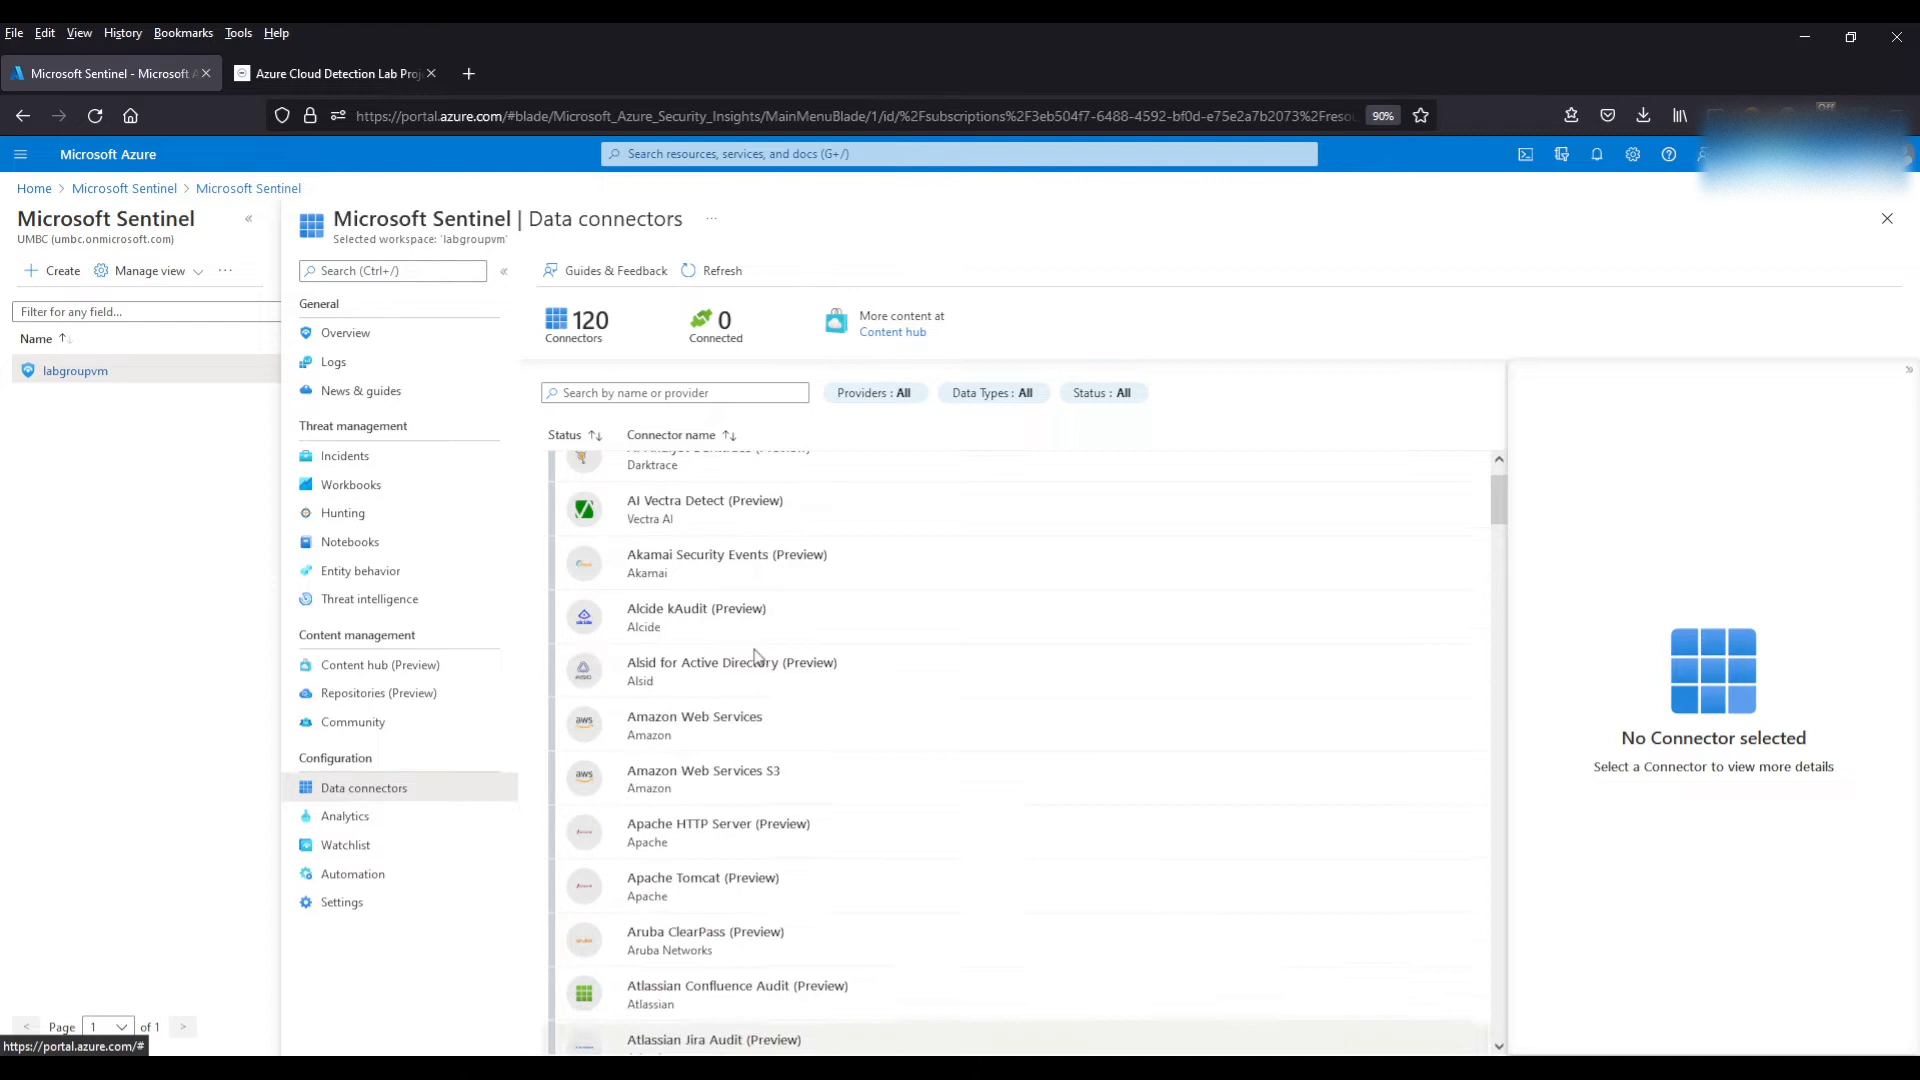 File Edit View History Bookmarks Tools Help
Microsoft Sentinel - Microsoft A
Azure Cloud Detection Lab Proj
https://portal.azure.com/#blade/Microsoft_Azure_Security_Insights/MainMenuBlade/1/id/%2Fsubscriptions%2F3eb504f7-6488-4592-bf0d-e75e2a7b2073%2Fresou
90%
Off
Microsoft Azure
Search resources, services, and docs (G+/)
Home > Microsoft Sentinel > Microsoft Sentinel
Microsoft Sentinel
UMBC (umbc.onmicrosoft.com)
Create
Manage view
Filter for any field...
Name
labgroupvm
Page 1 of 1
https://portal.azure.com/#
Microsoft Sentinel | Data connectors
Selected workspace: 'labgroupvm'
Search (Ctrl+/)
General
Overview
Logs
News & guides
Threat management
Incidents
Workbooks
Hunting
Notebooks
Entity behavior
Threat intelligence
Content management
Content hub (Preview)
Repositories (Preview)
Community
Configuration
Data connectors
Analytics
Watchlist
Automation
Settings
Guides & Feedback
Refresh
120
Connectors
0
Connected
More content at
Content hub
Search by name or provider
Providers : All
Data Types : All
Status : All
Status
Connector name
Darktrace
AI Vectra Detect (Preview)
Vectra AI
Akamai Security Events (Preview)
Akamai
Alcide kAudit (Preview)
Alcide
Alsid for Active Directory (Preview)
Alsid
aws
Amazon Web Services
Amazon
aws
Amazon Web Services S3
Amazon
Apache HTTP Server (Preview)
Apache
Apache Tomcat (Preview)
Apache
Aruba ClearPass (Preview)
Aruba Networks
Atlassian Confluence Audit (Preview)
Atlassian
Atlassian Jira Audit (Preview)
No Connector selected
Select a Connector to view more details